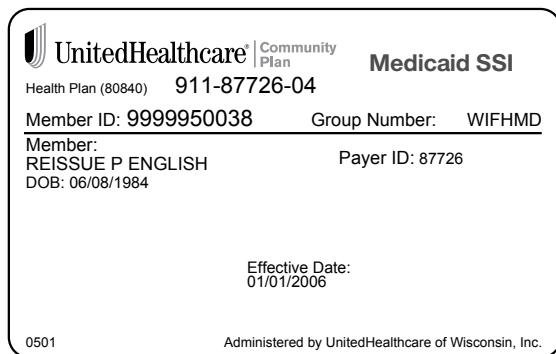 UnitedHealthcare® Community Plan
Medicaid SSI
Health Plan (80840) 911-87726-04
Member ID: 9999950038 Group Number: WIFHMD
Member:
REISSUE P ENGLISH
DOB: 06/08/1984
Payer ID: 87726
Effective Date:
01/01/2006
0501 Administered by UnitedHealthcare of Wisconsin, Inc.